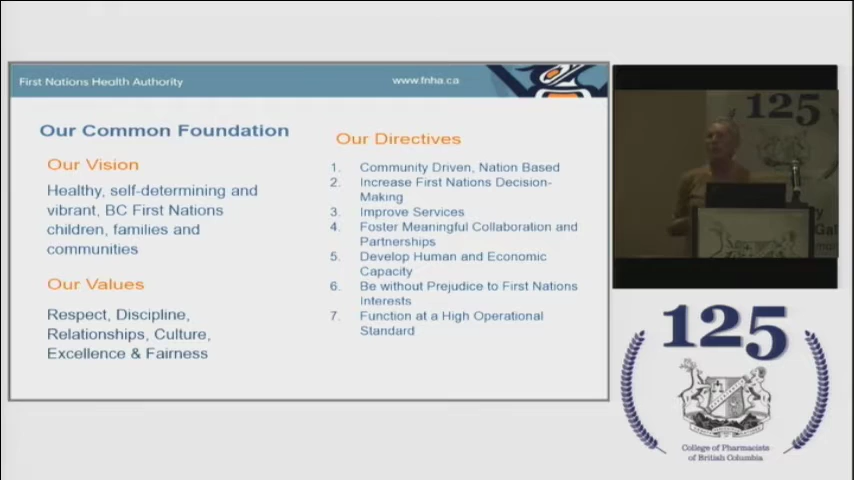 First Nations Health Authority
www.fnha.ca
Our Common Foundation
Our Vision
Healthy, self-determining and
vibrant, BC First Nations
children, families and
communities
Our Values
Respect, Discipline,
Relationships, Culture,
Excellence & Fairness
Our Directives
1. Community Driven, Nation Based
2. Increase First Nations Decision-
Making
3. Improve Services
4. Foster Meaningful Collaboration and
Partnerships
5. Develop Human and Economic
Capacity
6. Be without Prejudice to First Nations
Interests
7. Function at a High Operational
Standard
125
125
College of Pharmacists
of British Columbia